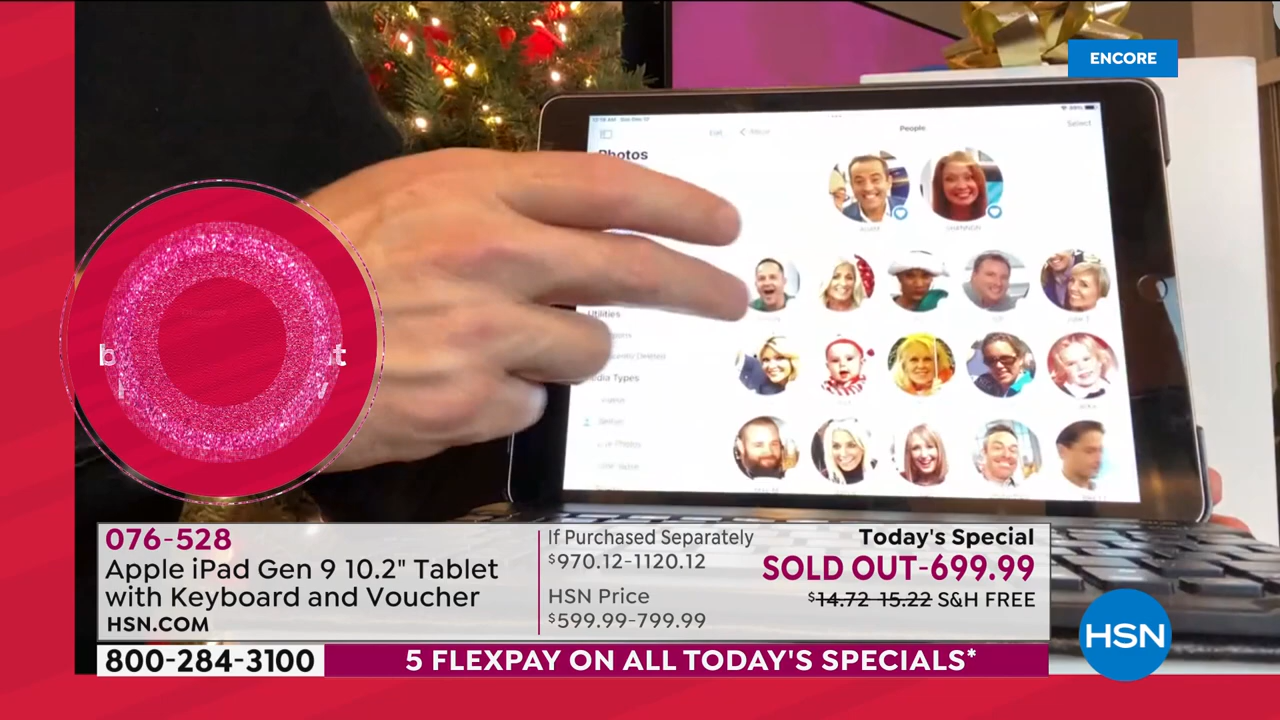 ENCORE
People
Select
Edit
Photos
Utilities
Media Types
076-528
Apple iPad Gen 9 10.2" Tablet
with Keyboard and Voucher
HSN.COM
If Purchased Separately
$970.12-1120.12
HSN Price
$599.99-799.99
Today's Special
SOLD OUT-699.99
$14.72-15.22 S&H FREE
HSN
800-284-3100
5 FLEXPAY ON ALL TODAY'S SPECIALS*